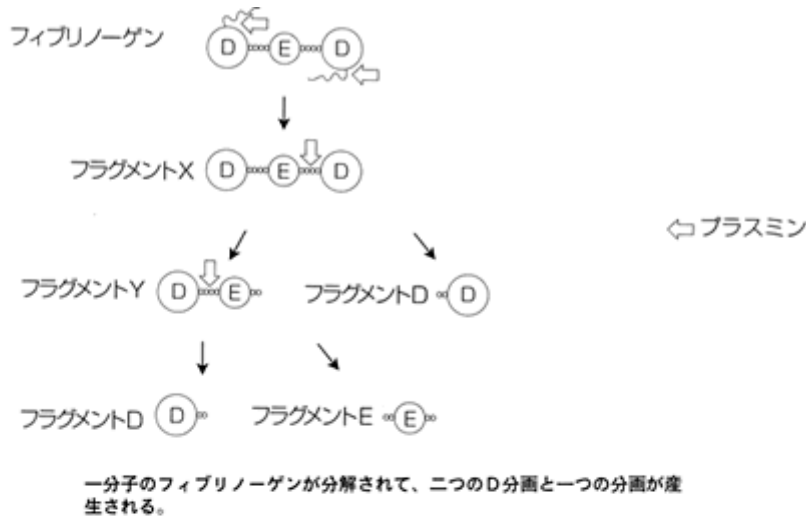 フィブリノーゲン
D E D
フラグメントX
D E D
プラスミン
フラグメントY
D E
フラグメントD
D
フラグメントD
D
フラグメントE
E
一分子のフィブリノーゲンが分解されて、二つのD分画と一つの分画が産
生される。